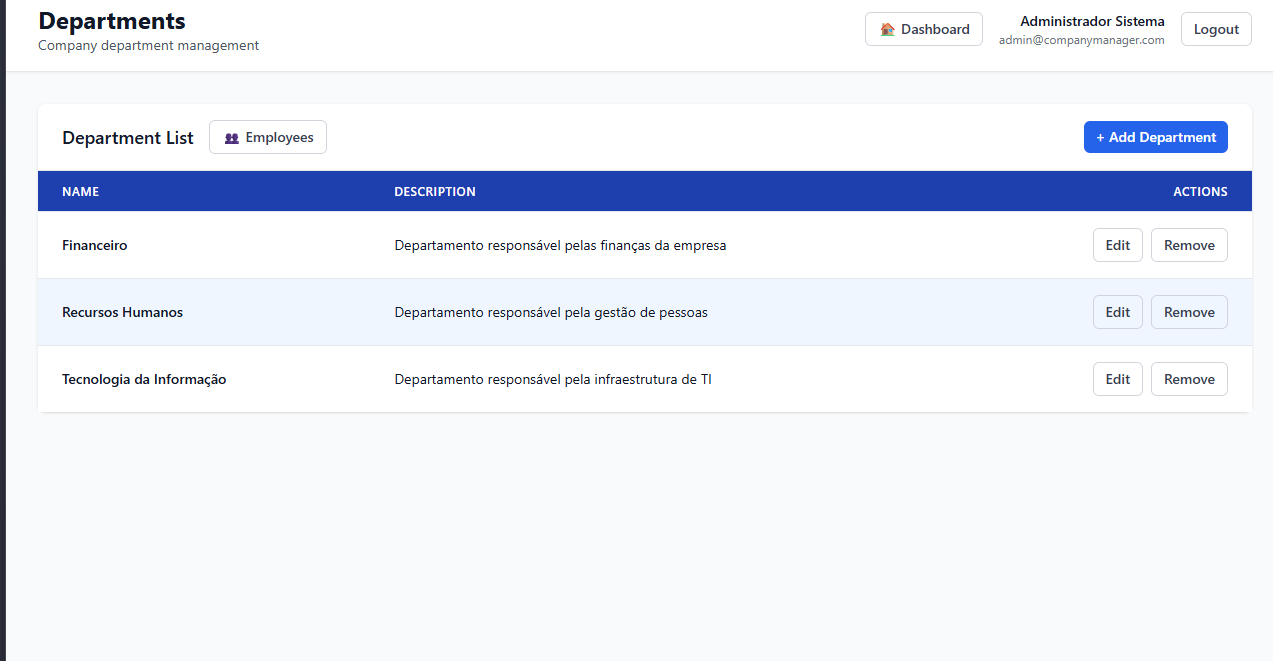 Departments
Company department management
Dashboard
Administrador Sistema
admin@companymanager.com
Logout
Department List
Employees
+ Add Department
NAME DESCRIPTION ACTIONS
Financeiro Departamento responsável pelas finanças da empresa Edit Remove
Recursos Humanos Departamento responsável pela gestão de pessoas Edit Remove
Tecnologia da Informação Departamento responsável pela infraestrutura de TI Edit Remove